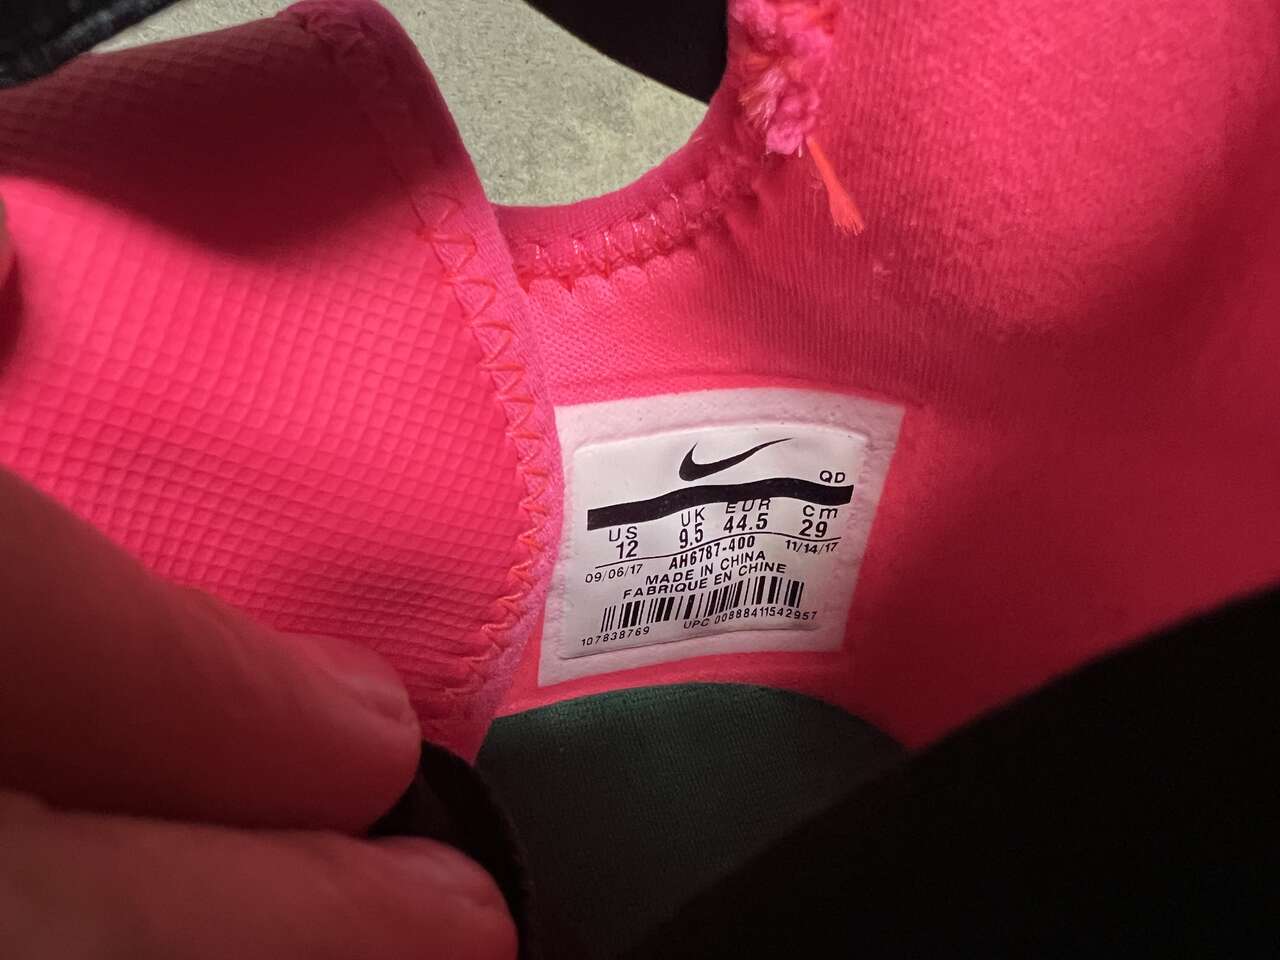 QD
US UK EUR cm
12 9.5 44.5 29
09/06/17 AH6787-400 11/14/17
MADE IN CHINA
FABRIQUE EN CHINE
107838769 UPC 00888411542957